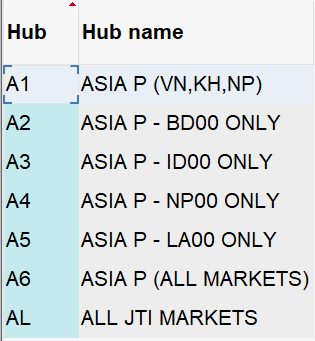 Hub Hub name
A1 ASIA P (VN,KH,NP)
A2 ASIA P - BD00 ONLY
A3 ASIA P - ID00 ONLY
A4 ASIA P - NP00 ONLY
A5 ASIA P - LA00 ONLY
A6 ASIA P (ALL MARKETS)
AL ALL JTI MARKETS